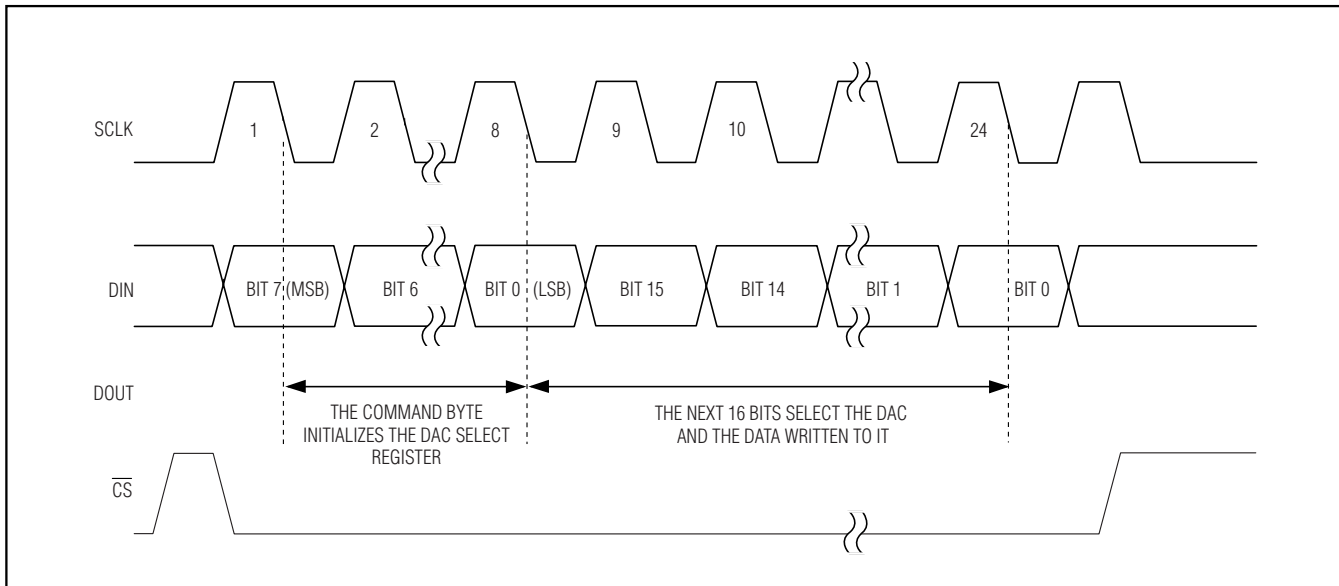 SCLK
1 2 8 9 10 24
DIN
BIT 7 (MSB) BIT 6 BIT 0 (LSB) BIT 15 BIT 14 BIT 1 BIT 0
DOUT
THE COMMAND BYTE
INITIALIZES THE DAC SELECT
REGISTER
THE NEXT 16 BITS SELECT THE DAC
AND THE DATA WRITTEN TO IT
CS